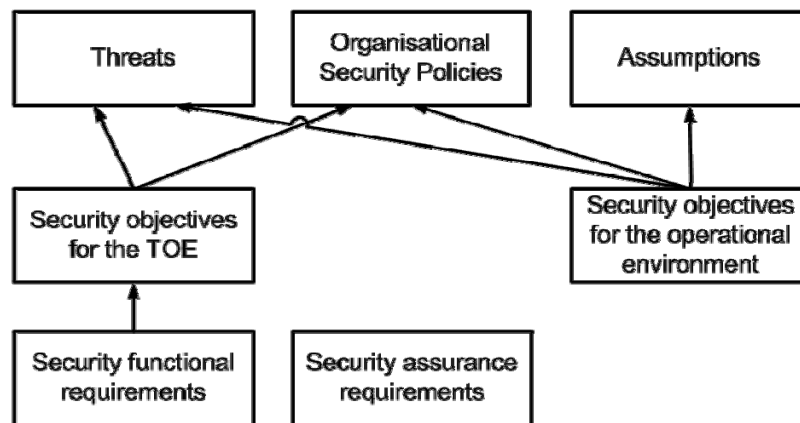 Threats
Organisational
Security Policies
Assumptions
Security objectives
for the TOE
Security objectives
for the operational
environment
Security functional
requirements
Security assurance
requirements